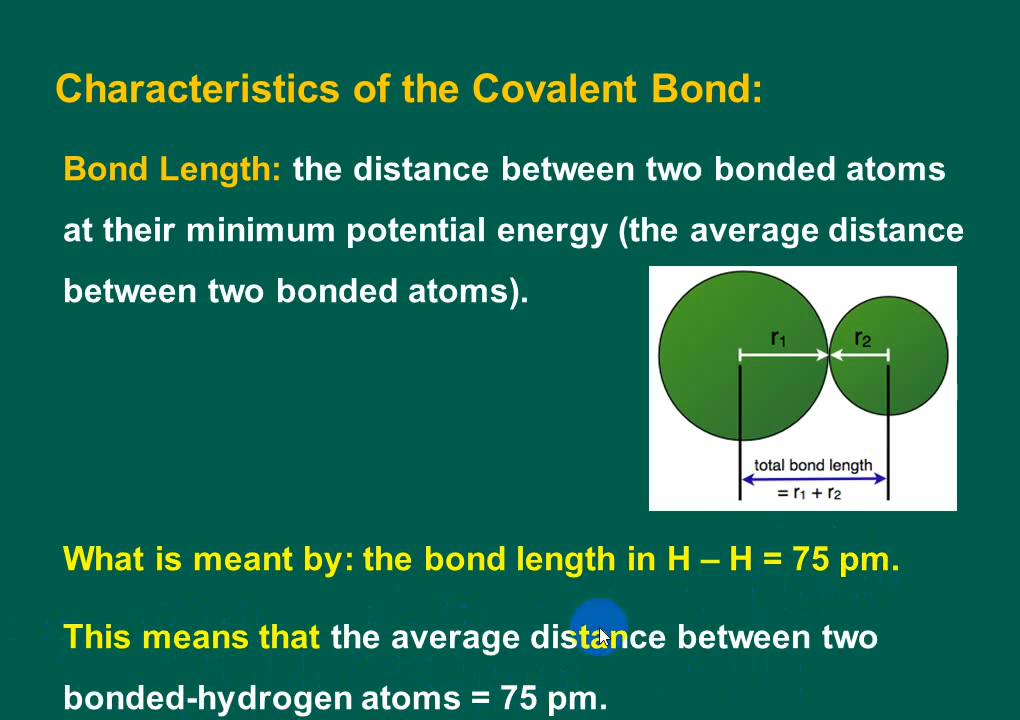 Characteristics of the Covalent Bond:
Bond Length: the distance between two bonded atoms
at their minimum potential energy (the average distance
between two bonded atoms).
r₁ r₂
total bond length
= r₁ + r₂
What is meant by: the bond length in H – H = 75 pm.
This means that the average distance between two
bonded-hydrogen atoms = 75 pm.